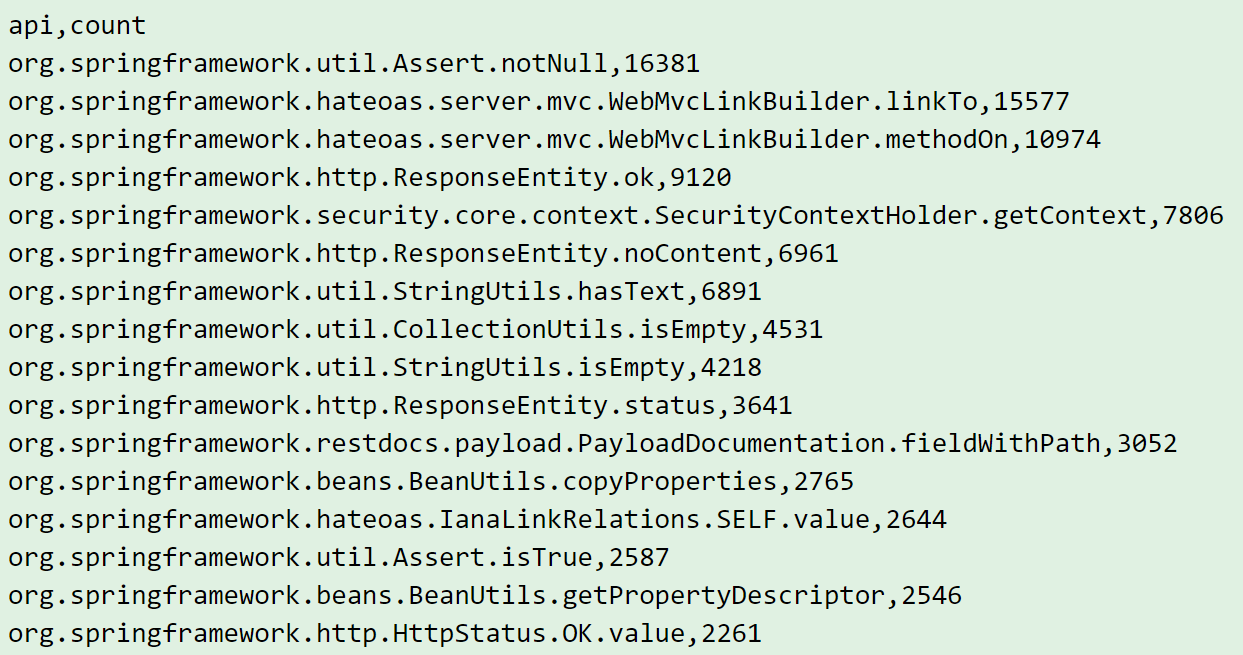 api,count
org.springframework.util.Assert.notNull,16381
org.springframework.hateoas.server.mvc.WebMvcLinkBuilder.linkTo,15577
org.springframework.hateoas.server.mvc.WebMvcLinkBuilder.methodOn,10974
org.springframework.http.ResponseEntity.ok,9120
org.springframework.security.core.context.SecurityContextHolder.getContext,7806
org.springframework.http.ResponseEntity.noContent,6961
org.springframework.util.StringUtils.hasText,6891
org.springframework.util.CollectionUtils.isEmpty,4531
org.springframework.util.StringUtils.isEmpty,4218
org.springframework.http.ResponseEntity.status,3641
org.springframework.restdocs.payload.PayloadDocumentation.fieldWithPath,3052
org.springframework.beans.BeanUtils.copyProperties,2765
org.springframework.hateoas.IanaLinkRelations.SELF.value,2644
org.springframework.util.Assert.isTrue,2587
org.springframework.beans.BeanUtils.getPropertyDescriptor,2546
org.springframework.http.HttpStatus.OK.value,2261